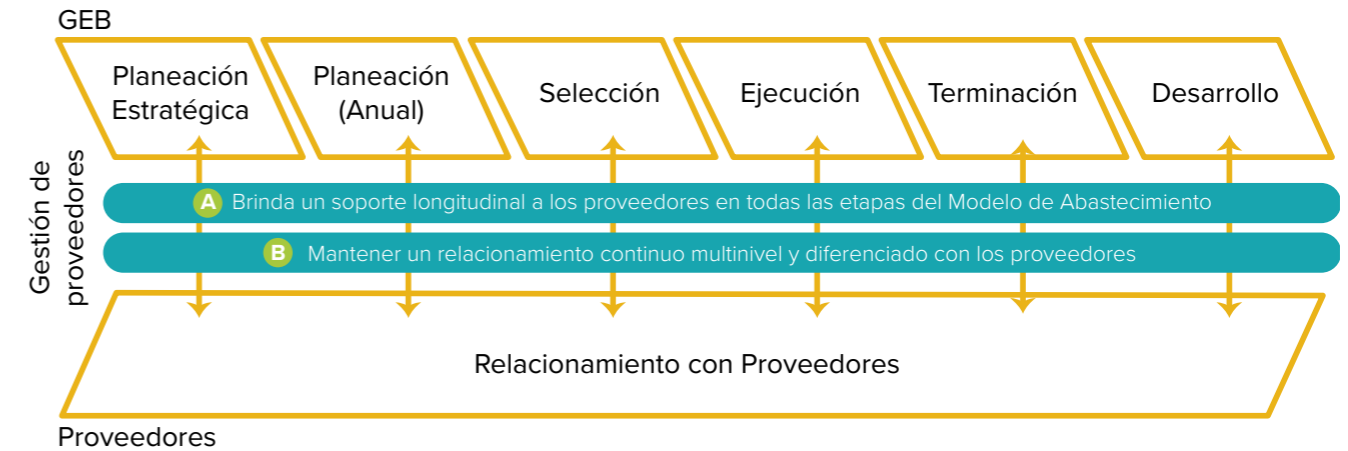 GEB
Planeación
Estratégica
Planeación
(Anual)
Selección
Ejecución
Terminación
Desarrollo
Gestión de
proveedores
A Brinda un soporte longitudinal a los proveedores en todas las etapas del Modelo de Abastecimiento
B Mantener un relacionamiento continuo multinivel y diferenciado con los proveedores
Relacionamiento con Proveedores
Proveedores